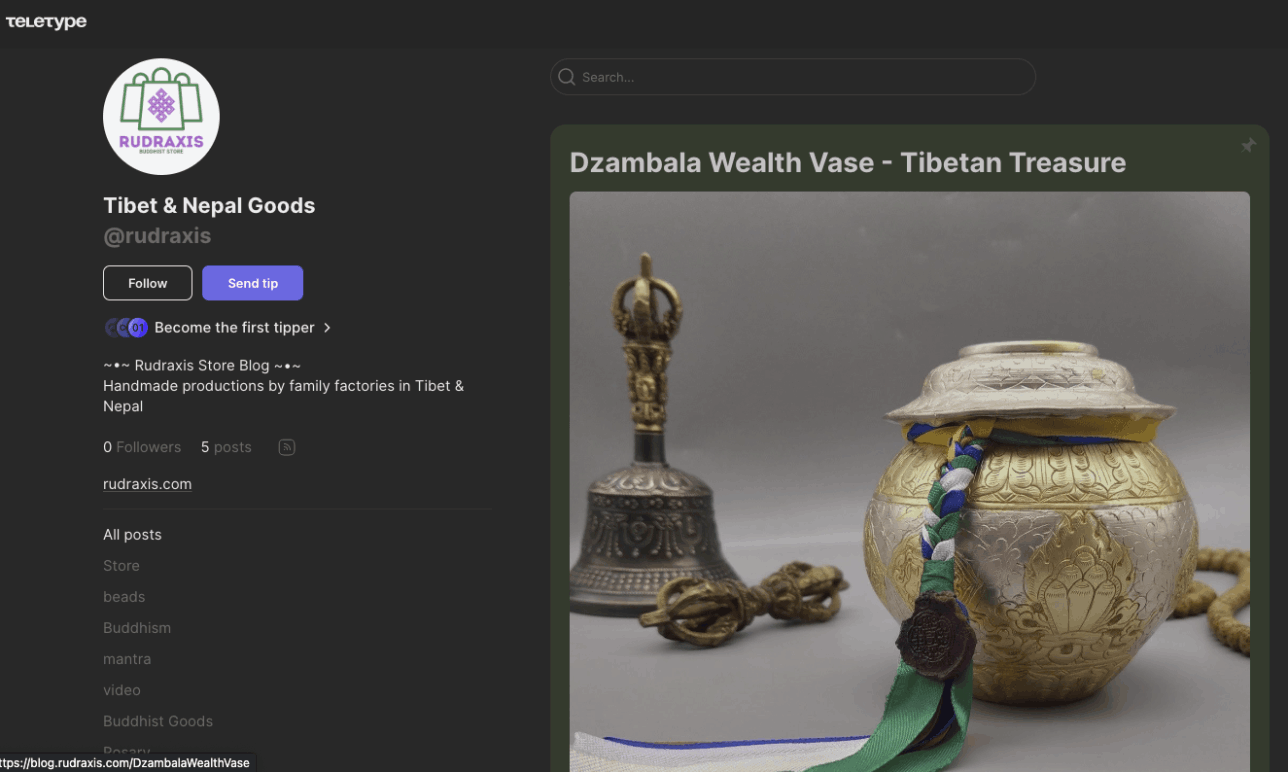 TELETYPE
RUDRAXIS
BUDDHIST STORE
Tibet & Nepal Goods
@rudraxis
Follow
Send tip
01
Become the first tipper
~•~ Rudraxis Store Blog ~•~
Handmade productions by family factories in Tibet &
Nepal
0 Followers
5 posts
rudraxis.com
All posts
Store
beads
Buddhism
mantra
video
Buddhist Goods
Rosary
ttps://blog.rudraxis.com/DzambalaWealthVase
Search...
Dzambala Wealth Vase - Tibetan Treasure